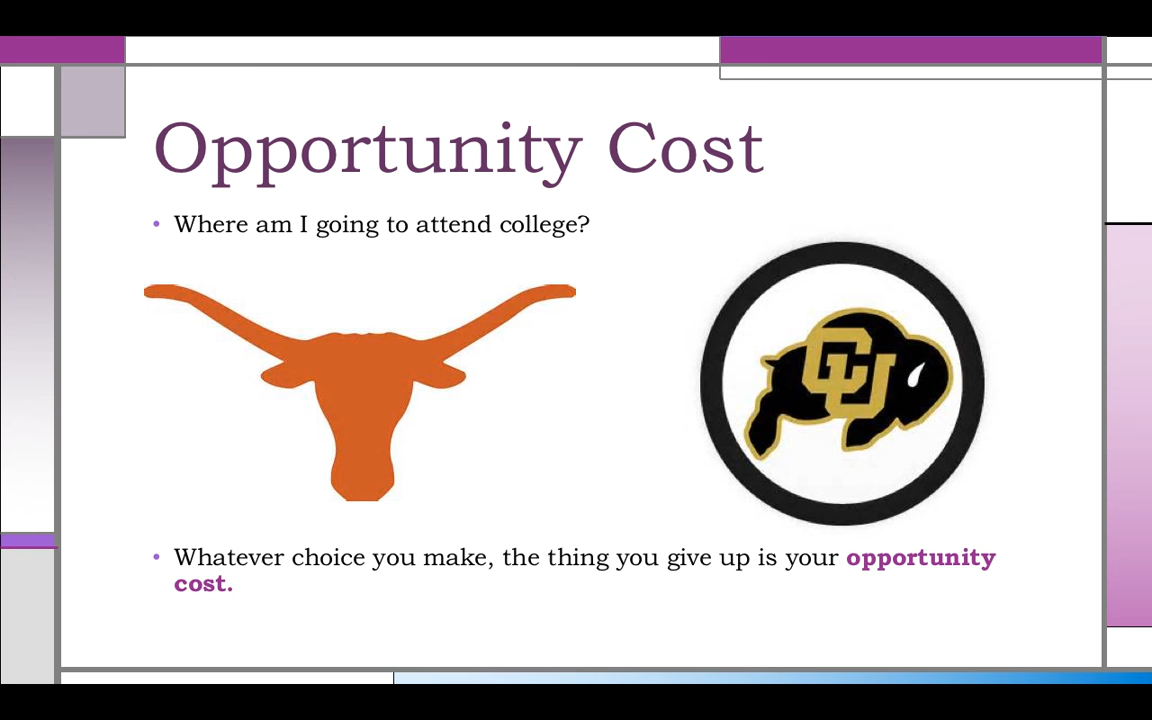 Opportunity Cost
• Where am I going to attend college?
CU
• Whatever choice you make, the thing you give up is your opportunity
cost.